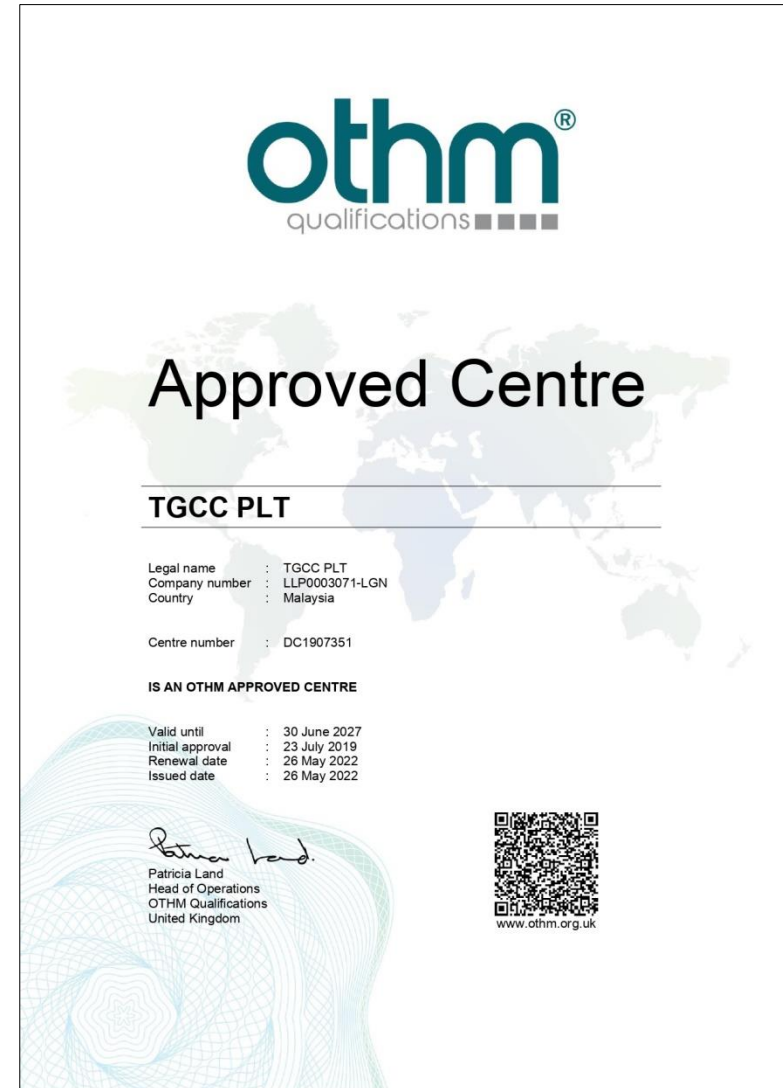 othm®
qualifications
Approved Centre
TGCC PLT
Legal name : TGCC PLT
Company number : LLP0003071-LGN
Country : Malaysia
Centre number : DC1907351
IS AN OTHM APPROVED CENTRE
Valid until : 30 June 2027
Initial approval : 23 July 2019
Renewal date : 26 May 2022
Issued date : 26 May 2022
Patricia Land.
Patricia Land
Head of Operations
OTHM Qualifications
United Kingdom
www.othm.org.uk